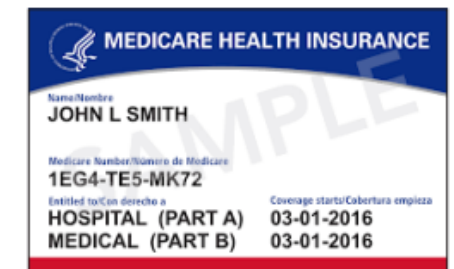 MEDICARE HEALTH INSURANCE
SAMPLE
Name/Nombre
JOHN L SMITH
Medicare Number/Número de Medicare
1EG4-TE5-MK72
Entitled to/Con derecho a Coverage starts/Cobertura empieza
HOSPITAL (PART A) 03-01-2016
MEDICAL (PART B) 03-01-2016